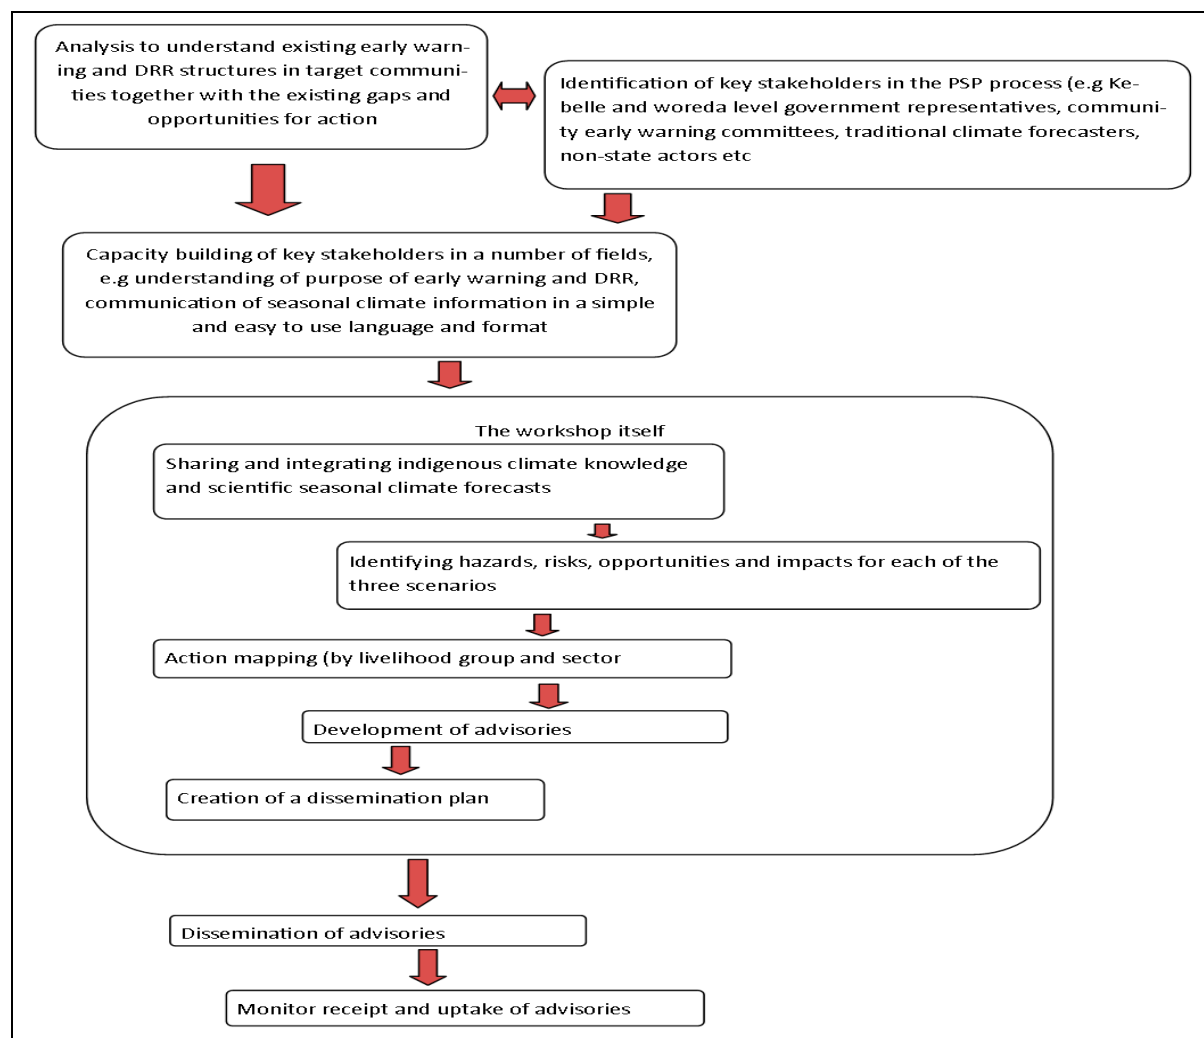 Analysis to understand existing early warn-
ing and DRR structures in target communi-
ties together with the existing gaps and
opportunities for action
Identification of key stakeholders in the PSP process (e.g Ke-
belle and woreda level government representatives, communi-
ty early warning committees, traditional climate forecasters,
non-state actors etc
Capacity building of key stakeholders in a number of fields,
e.g understanding of purpose of early warning and DRR,
communication of seasonal climate information in a simple
and easy to use language and format
The workshop itself
Sharing and integrating indigenous climate knowledge
and scientific seasonal climate forecasts
Identifying hazards, risks, opportunities and impacts for each of the
three scenarios
Action mapping (by livelihood group and sector
Development of advisories
Creation of a dissemination plan
Dissemination of advisories
Monitor receipt and uptake of advisories